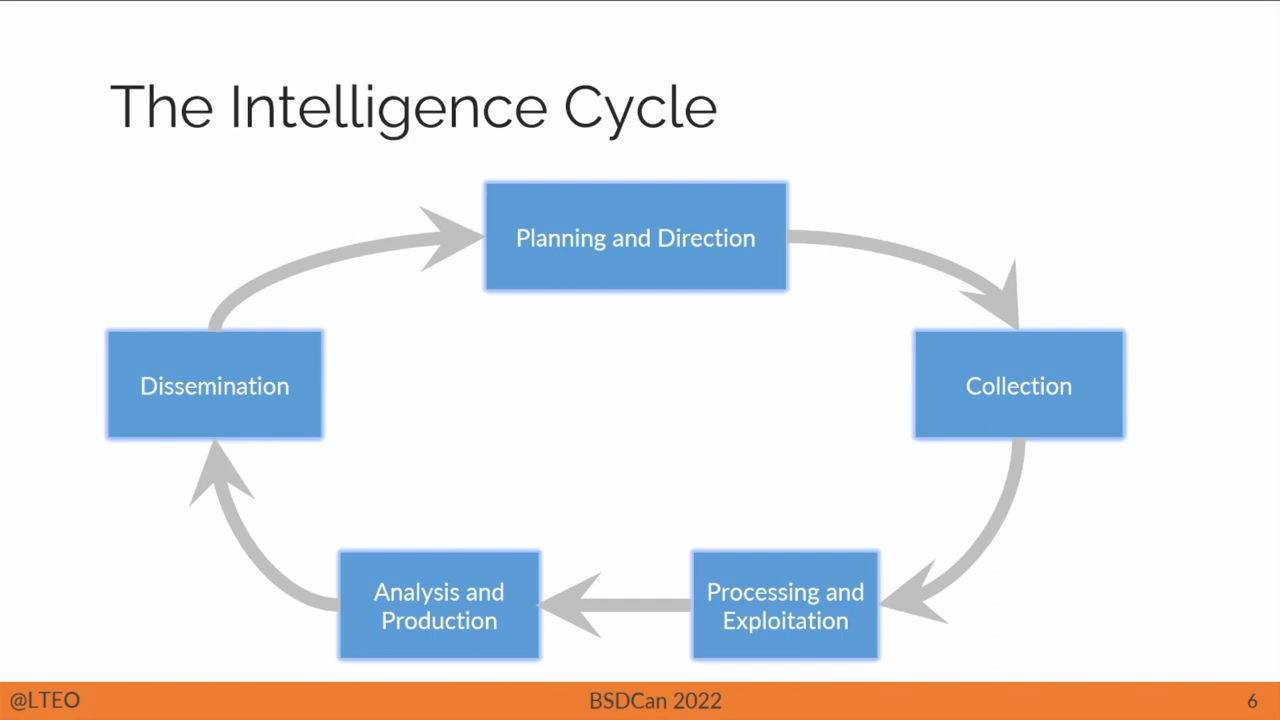 The Intelligence Cycle
Planning and Direction
Dissemination
Collection
Analysis and
Production
Processing and
Exploitation
@LTEO
BSDCan 2022
6